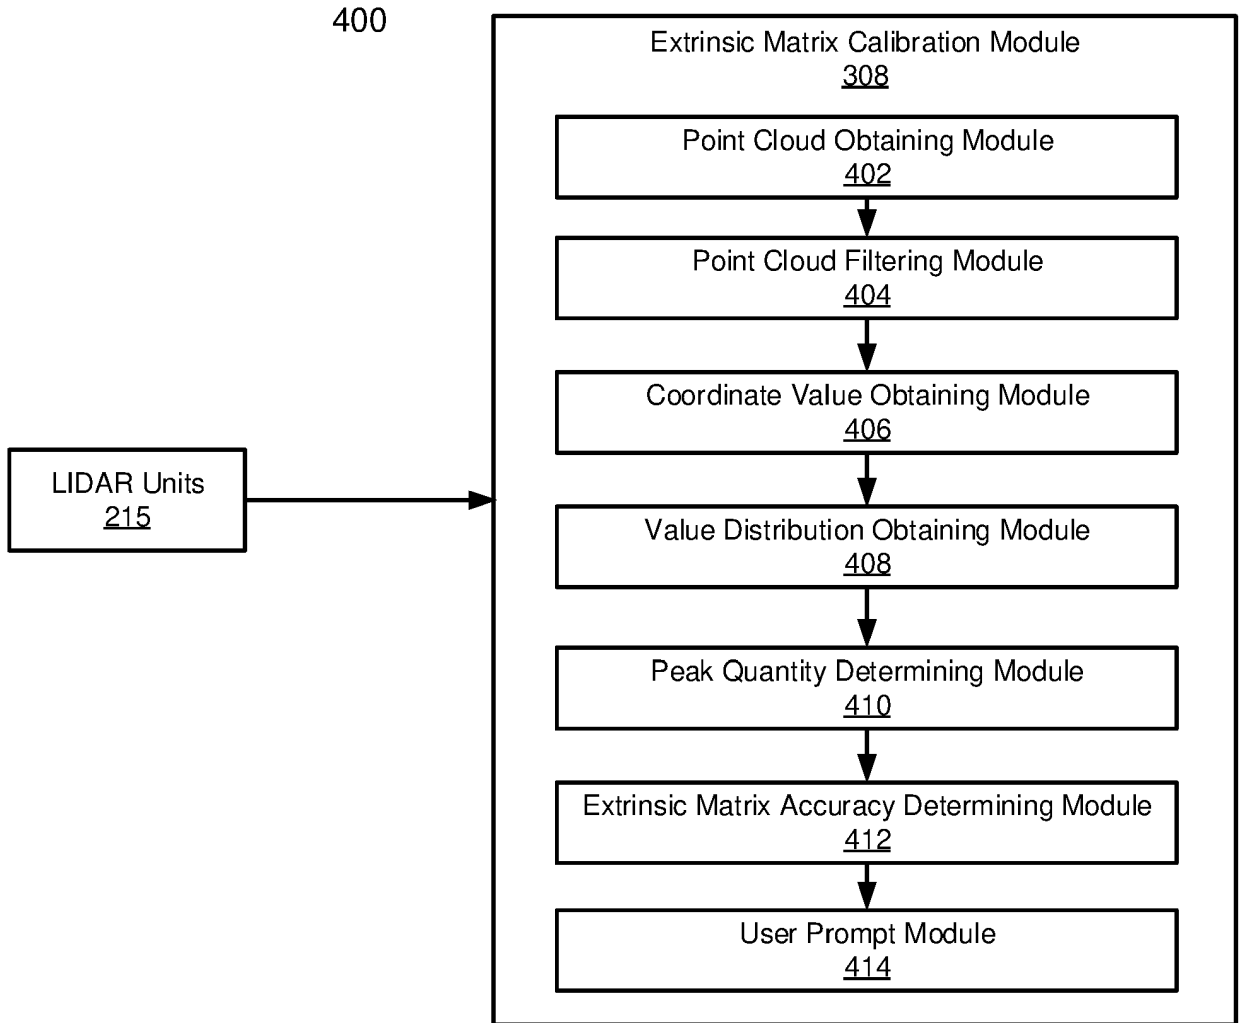 400
Extrinsic Matrix Calibration Module
308
Point Cloud Obtaining Module
402
Point Cloud Filtering Module
404
Coordinate Value Obtaining Module
406
LIDAR Units
215
Value Distribution Obtaining Module
408
Peak Quantity Determining Module
410
Extrinsic Matrix Accuracy Determining Module
412
User Prompt Module
414